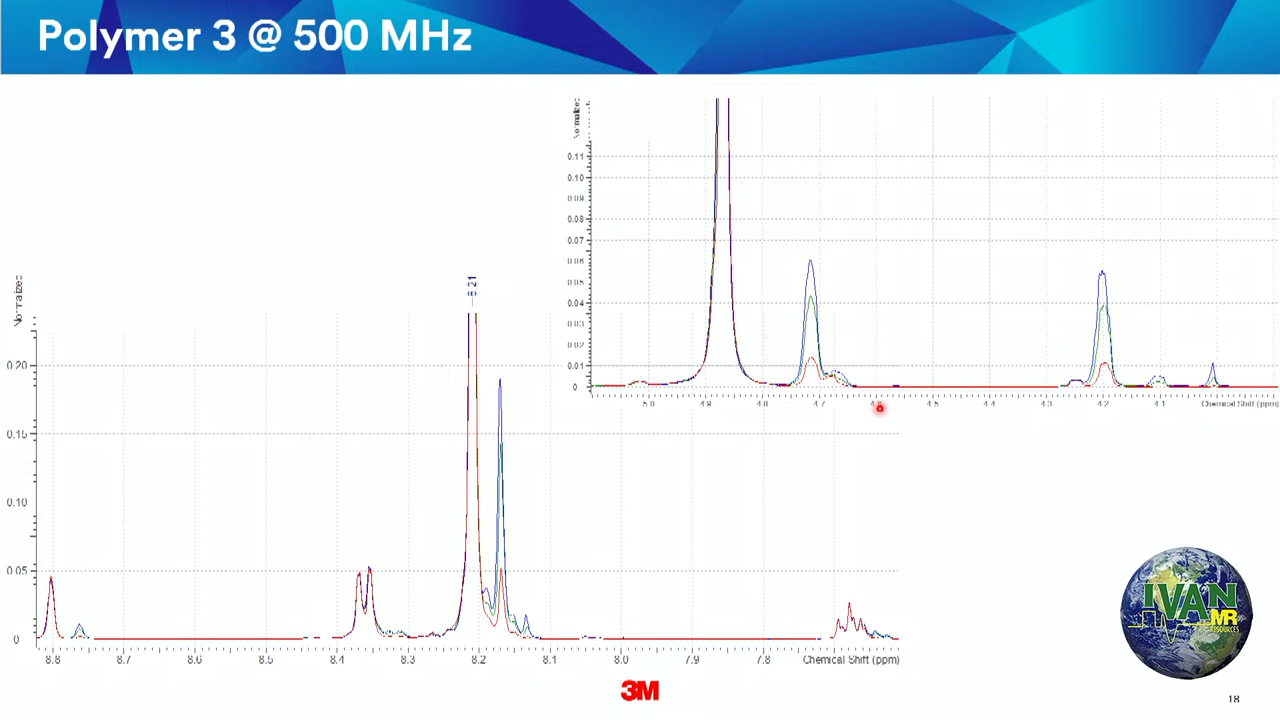 Polymer 3 @ 500 MHz
Normalized
0.11
0.10
0.09
0.08
0.07
0.06
0.05
0.04
0.03
0.02
0.01
0
5.0 4.9 4.8 4.7 4.5 4.4 4.3 4.2 4.1 Chemical Shift (ppm)
Normalized
8.21
0.20
0.15
0.10
0.05
0
8.8 8.7 8.6 8.5 8.4 8.3 8.2 8.1 8.0 7.9 7.8 Chemical Shift (ppm)
IVAN
MR
RESOURCES
3M
18